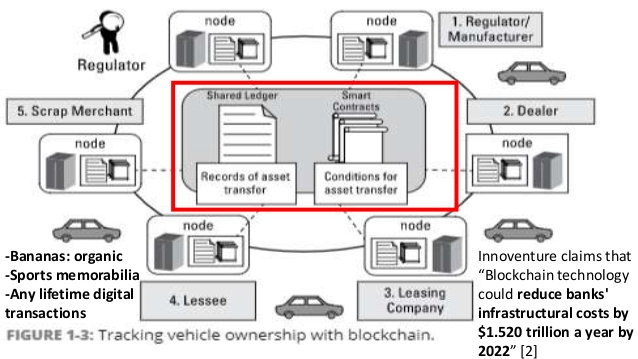 node
node
1. Regulator/
Manufacturer
Regulator
Shared Ledger
Smart
Contracts
5. Scrap Merchant
2. Dealer
node
node
Records of asset
transfer
Conditions for
asset transfer
node
node
-Bananas: organic
-Sports memorabilia
-Any lifetime digital
transactions
4. Lessee
3. Leasing
Company
Innoventure claims that
“Blockchain technology
could reduce banks'
infrastructural costs by
$1.520 trillion a year by
2022” [2]
FIGURE 1-3: Tracking vehicle ownership with blockchain.